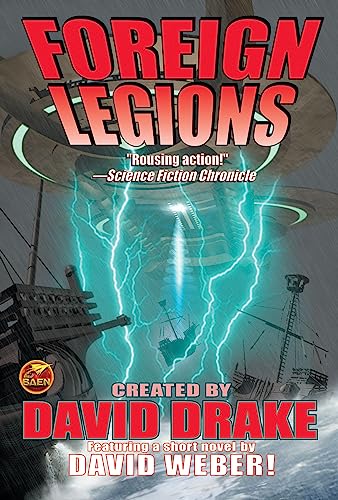 FOREIGN
LEGIONS
"Rousing action!"
—Science Fiction Chronicle
BAEN
CREATED BY
DAVID DRAKE
Featuring a short novel by
DAVID WEBER!